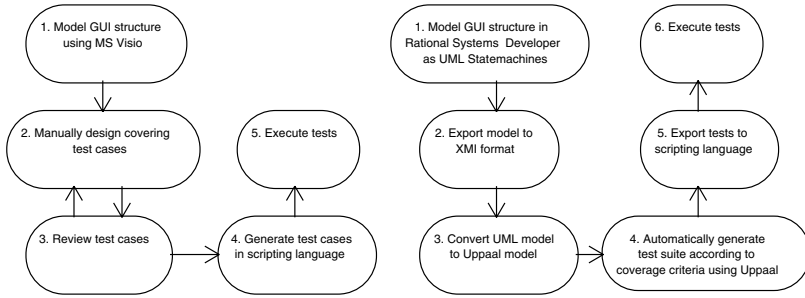 1. Model GUI structure
using MS Visio
2. Manually design covering
test cases
3. Review test cases
4. Generate test cases
in scripting language
5. Execute tests
1. Model GUI structure in
Rational Systems Developer
as UML Statemachines
2. Export model to
XMI format
3. Convert UML model
to Uppaal model
4. Automatically generate
test suite according to
coverage criteria using Uppaal
5. Export tests to
scripting language
6. Execute tests